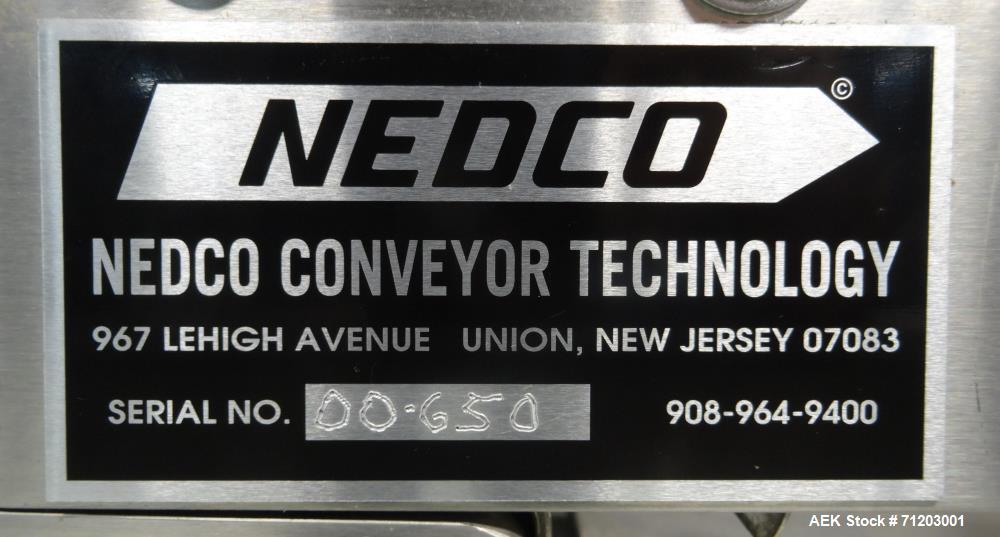 NEDCO ©
NEDCO CONVEYOR TECHNOLOGY
967 LEHIGH AVENUE UNION, NEW JERSEY 07083
SERIAL NO. 00-650 908-964-9400
AEK Stock # 71203001